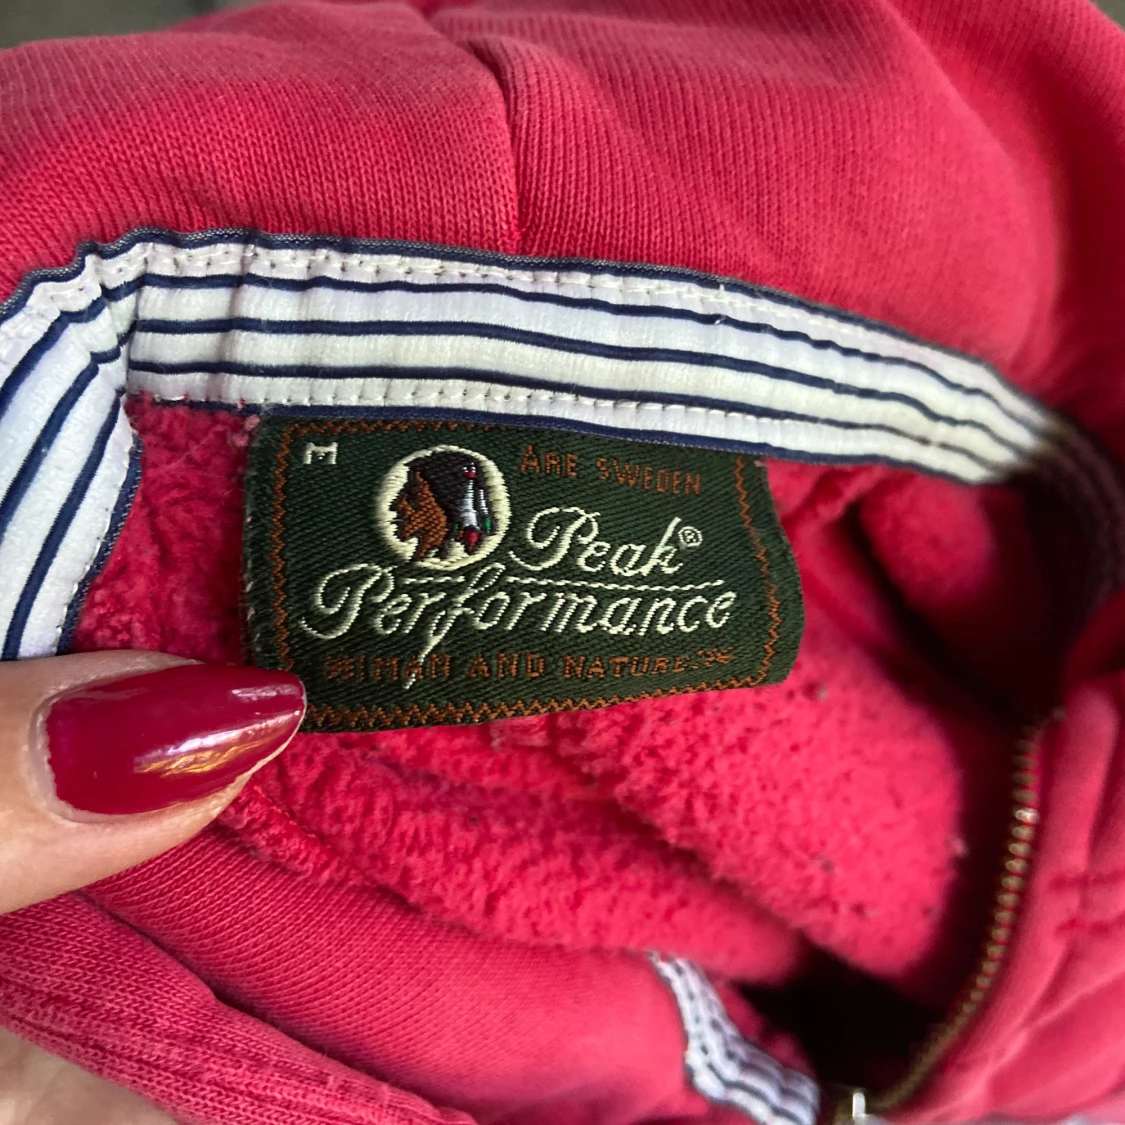 M
ÅRE SWEDEN
Peak®
Performance
MAN AND NATURE